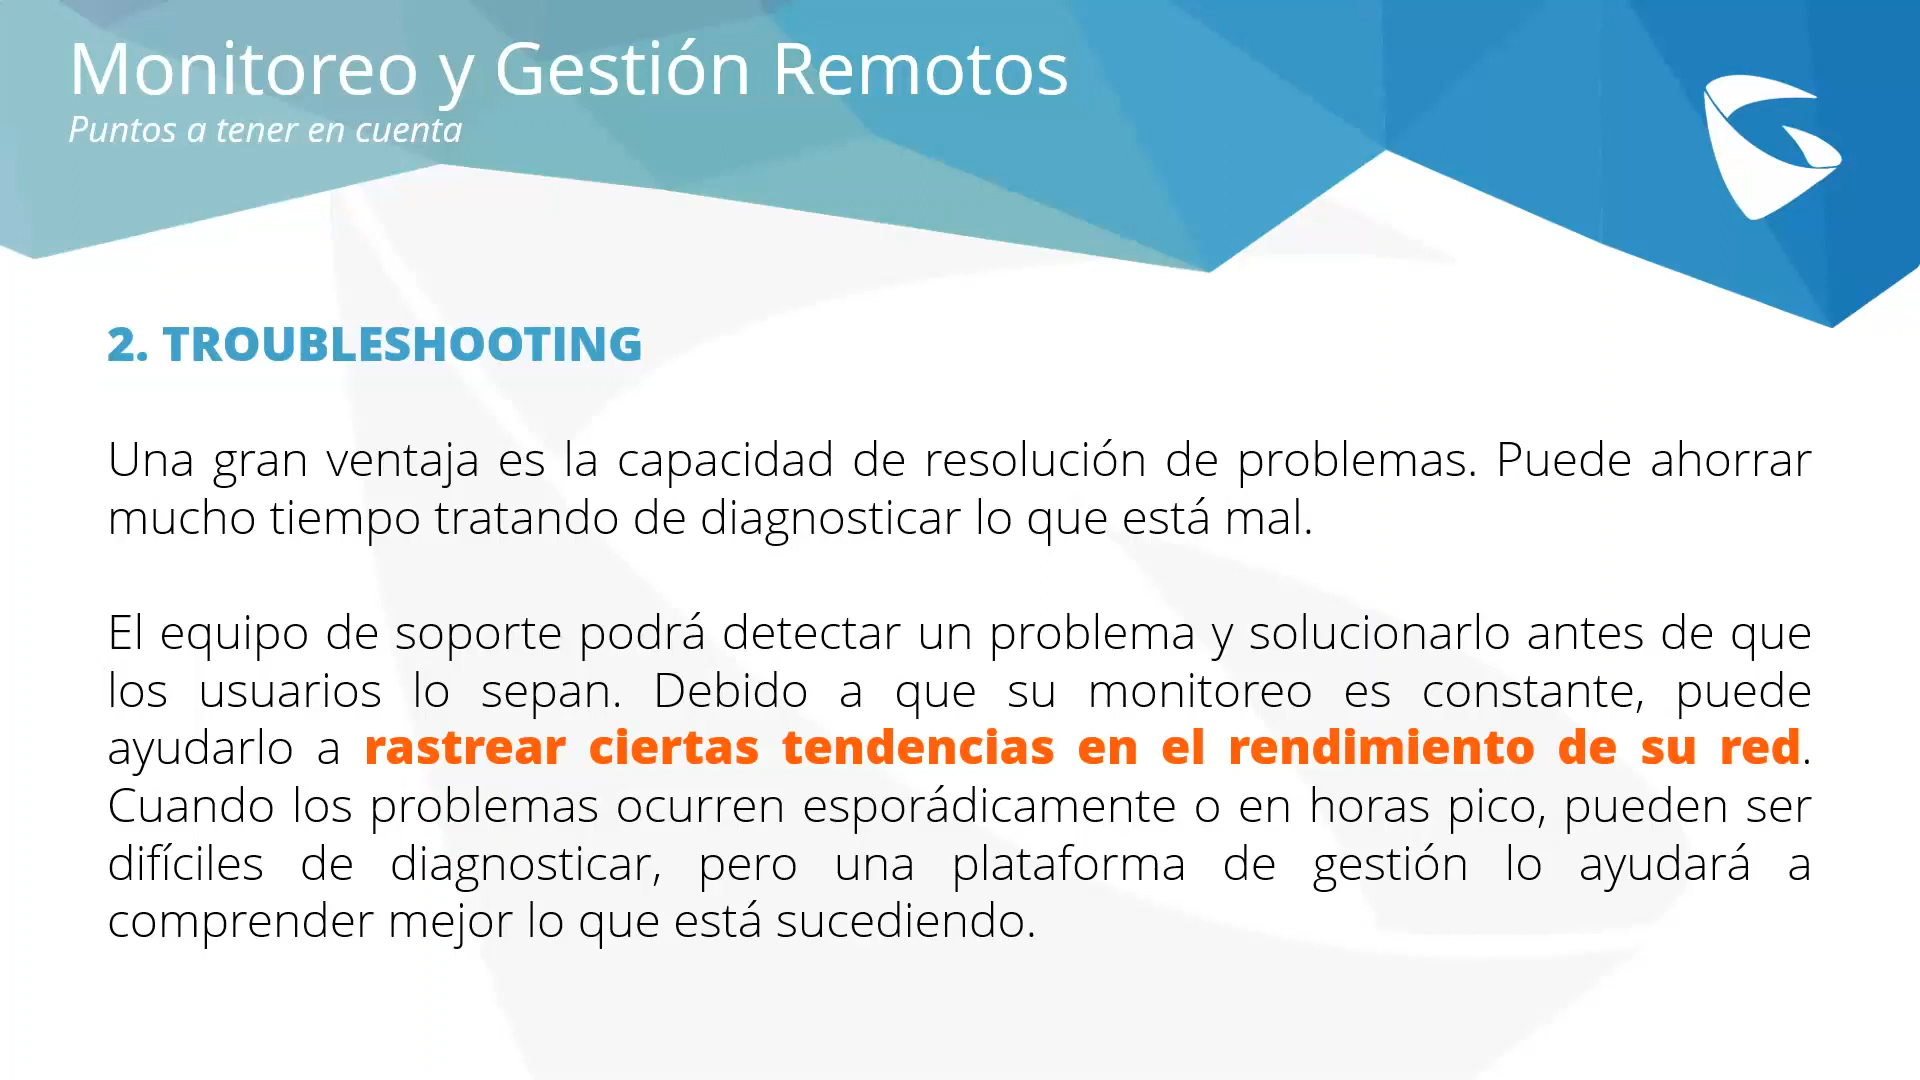 Monitoreo y Gestión Remotos
Puntos a tener en cuenta
2. TROUBLESHOOTING
Una gran ventaja es la capacidad de resolución de problemas. Puede ahorrar
mucho tiempo tratando de diagnosticar lo que está mal.
El equipo de soporte podrá detectar un problema y solucionarlo antes de que
los usuarios lo sepan. Debido a que su monitoreo es constante, puede
ayudarlo a rastrear ciertas tendencias en el rendimiento de su red.
Cuando los problemas ocurren esporádicamente o en horas pico, pueden ser
difíciles de diagnosticar, pero una plataforma de gestión lo ayudará a
comprender mejor lo que está sucediendo.